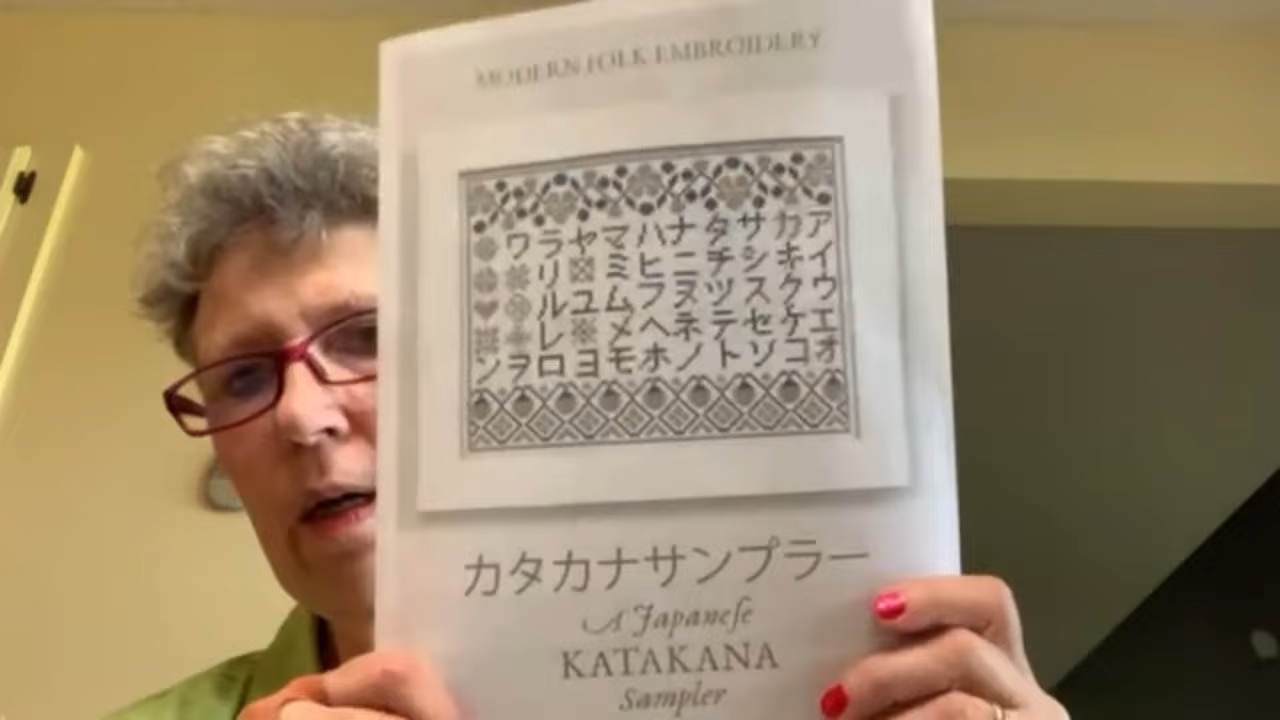 MODERN FOLK EMBROIDERY
ワラヤマハナタサカア
リミヒニチシキイ
ルユムフヌツスクウ
レメヘネテセケエ
ンヲロヨモホノトソコオ
カタカナサンプラー
A Japanese
KATAKANA
Sampler